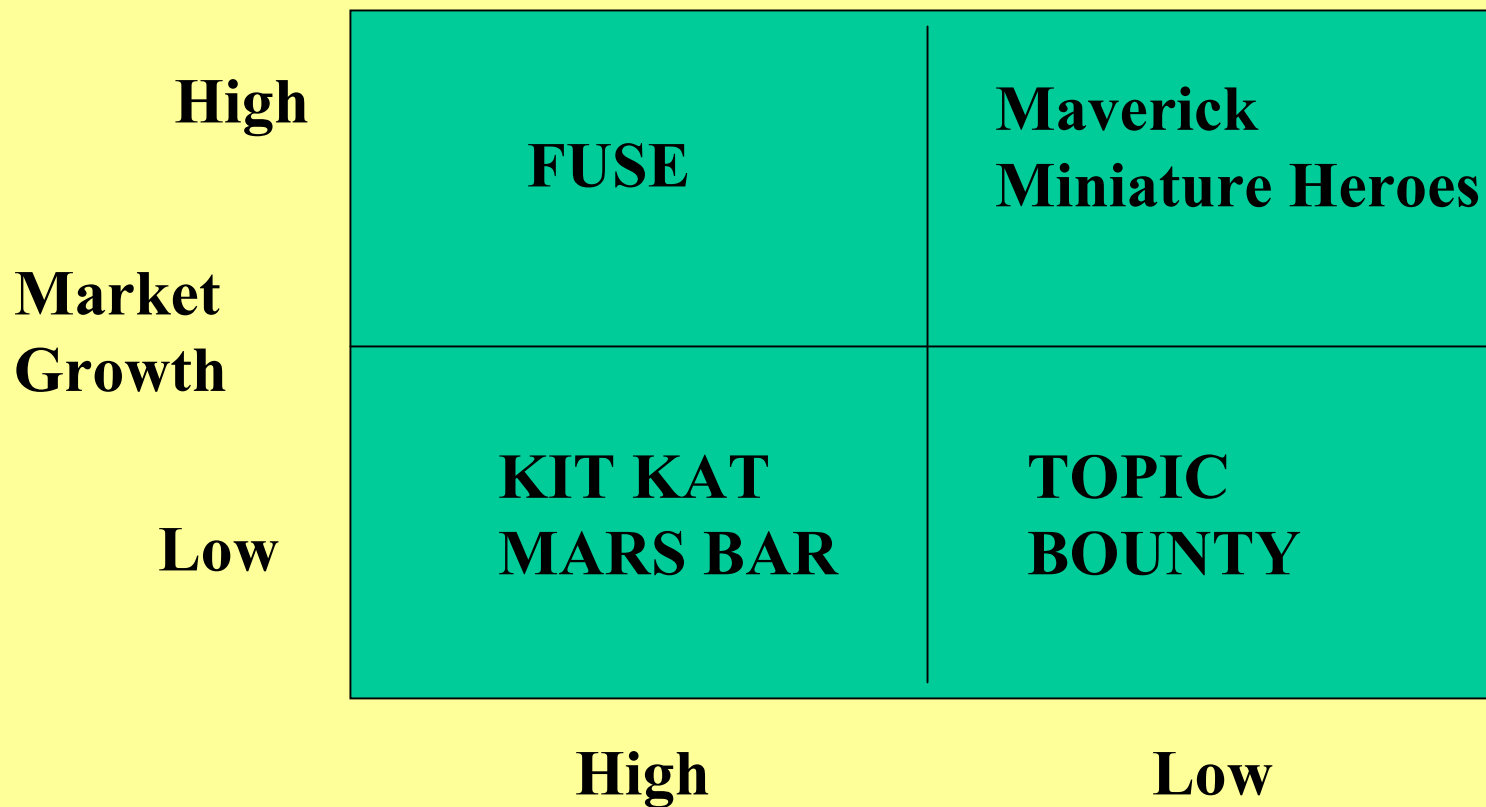 High
FUSE
Maverick
Miniature Heroes
Market
Growth
Low
KIT KAT
MARS BAR
TOPIC
BOUNTY
High
Low